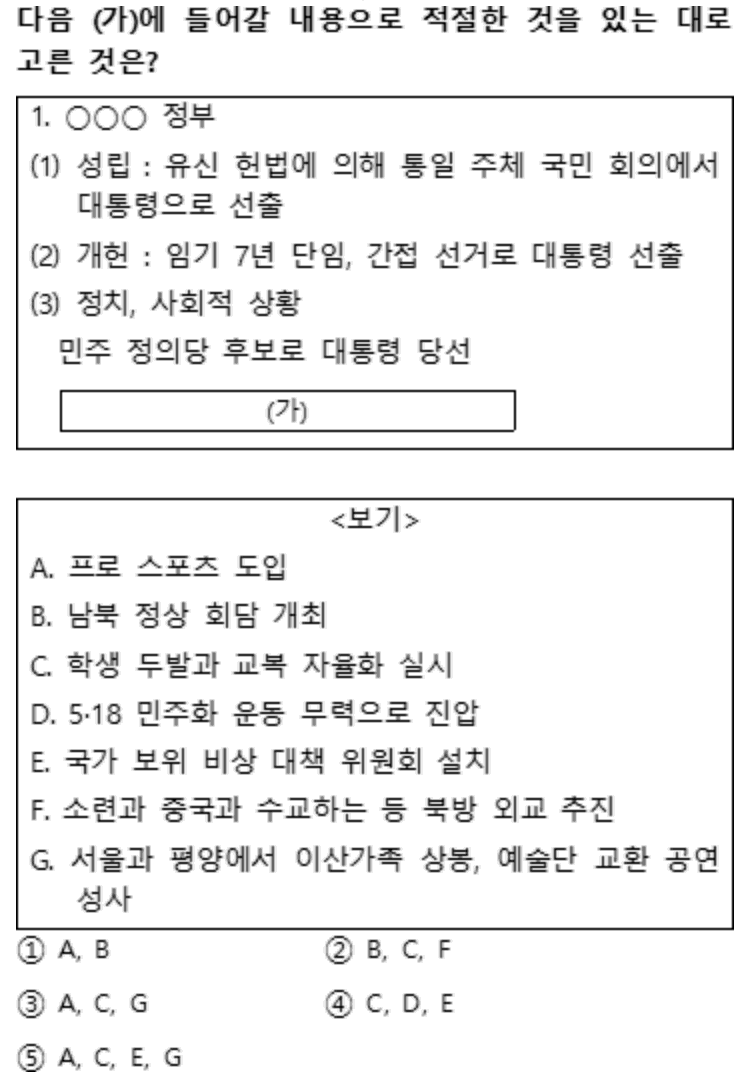 다음 (가)에 들어갈 내용으로 적절한 것을 있는 대로
고른 것은?
1. ○○○ 정부
(1) 성립 : 유신 헌법에 의해 통일 주체 국민 회의에서
대통령으로 선출
(2) 개헌 : 임기 7년 단임, 간접 선거로 대통령 선출
(3) 정치, 사회적 상황
민주 정의당 후보로 대통령 당선
(가)
<보기>
A. 프로 스포츠 도입
B. 남북 정상 회담 개최
C. 학생 두발과 교복 자율화 실시
D. 5·18 민주화 운동 무력으로 진압
E. 국가 보위 비상 대책 위원회 설치
F. 소련과 중국과 수교하는 등 북방 외교 추진
G. 서울과 평양에서 이산가족 상봉, 예술단 교환 공연
성사
① A, B ② B, C, F
③ A, C, G ④ C, D, E
⑤ A, C, E, G